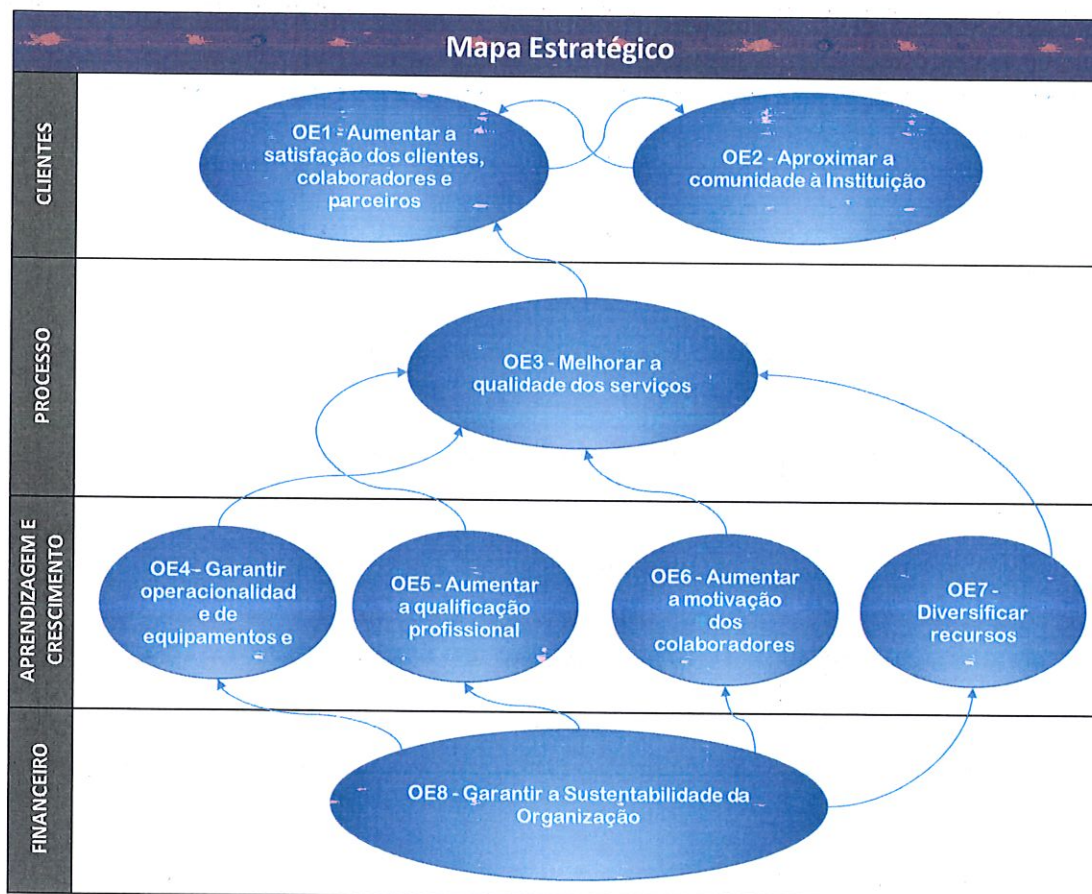 Mapa Estratégico
CLIENTES
OE1 - Aumentar a
satisfação dos clientes,
colaboradores e
parceiros
OE2 - Aproximar a
comunidade à Instituição
PROCESSO
OE3 - Melhorar a
qualidade dos serviços
APRENDIZAGEM E
CRESCIMENTO
OE4 - Garantir
operacionalidad
e de
equipamentos e
OE5 - Aumentar
a qualificação
profissional
OE6 - Aumentar
a motivação
dos
colaboradores
OE7 -
Diversificar
recursos
FINANCEIRO
OE8 - Garantir a Sustentabilidade da
Organização